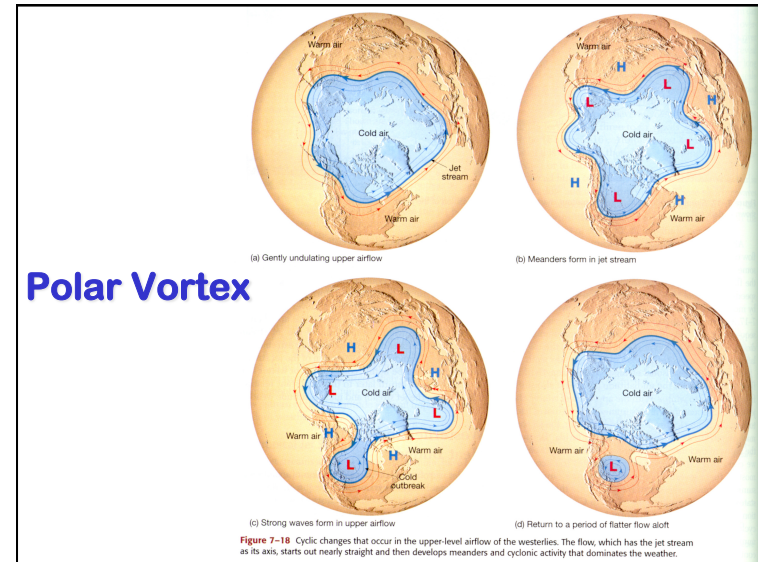 Polar Vortex
Warm air
Cold air
Jet
stream
Warm air
(a) Gently undulating upper airflow
Warm air
H
L
H
L
Cold air
L
H
L
H
Warm air
(b) Meanders form in jet stream
H
L
H
L
Cold air
L
Warm air
H
Warm air
H
L
Cold
outbreak
(c) Strong waves form in upper airflow
Cold air
Warm air
Warm air
L
(d) Return to a period of flatter flow aloft
Figure 7–18 Cyclic changes that occur in the upper-level airflow of the westerlies. The flow, which has the jet stream
as its axis, starts out nearly straight and then develops meanders and cyclonic activity that dominates the weather.